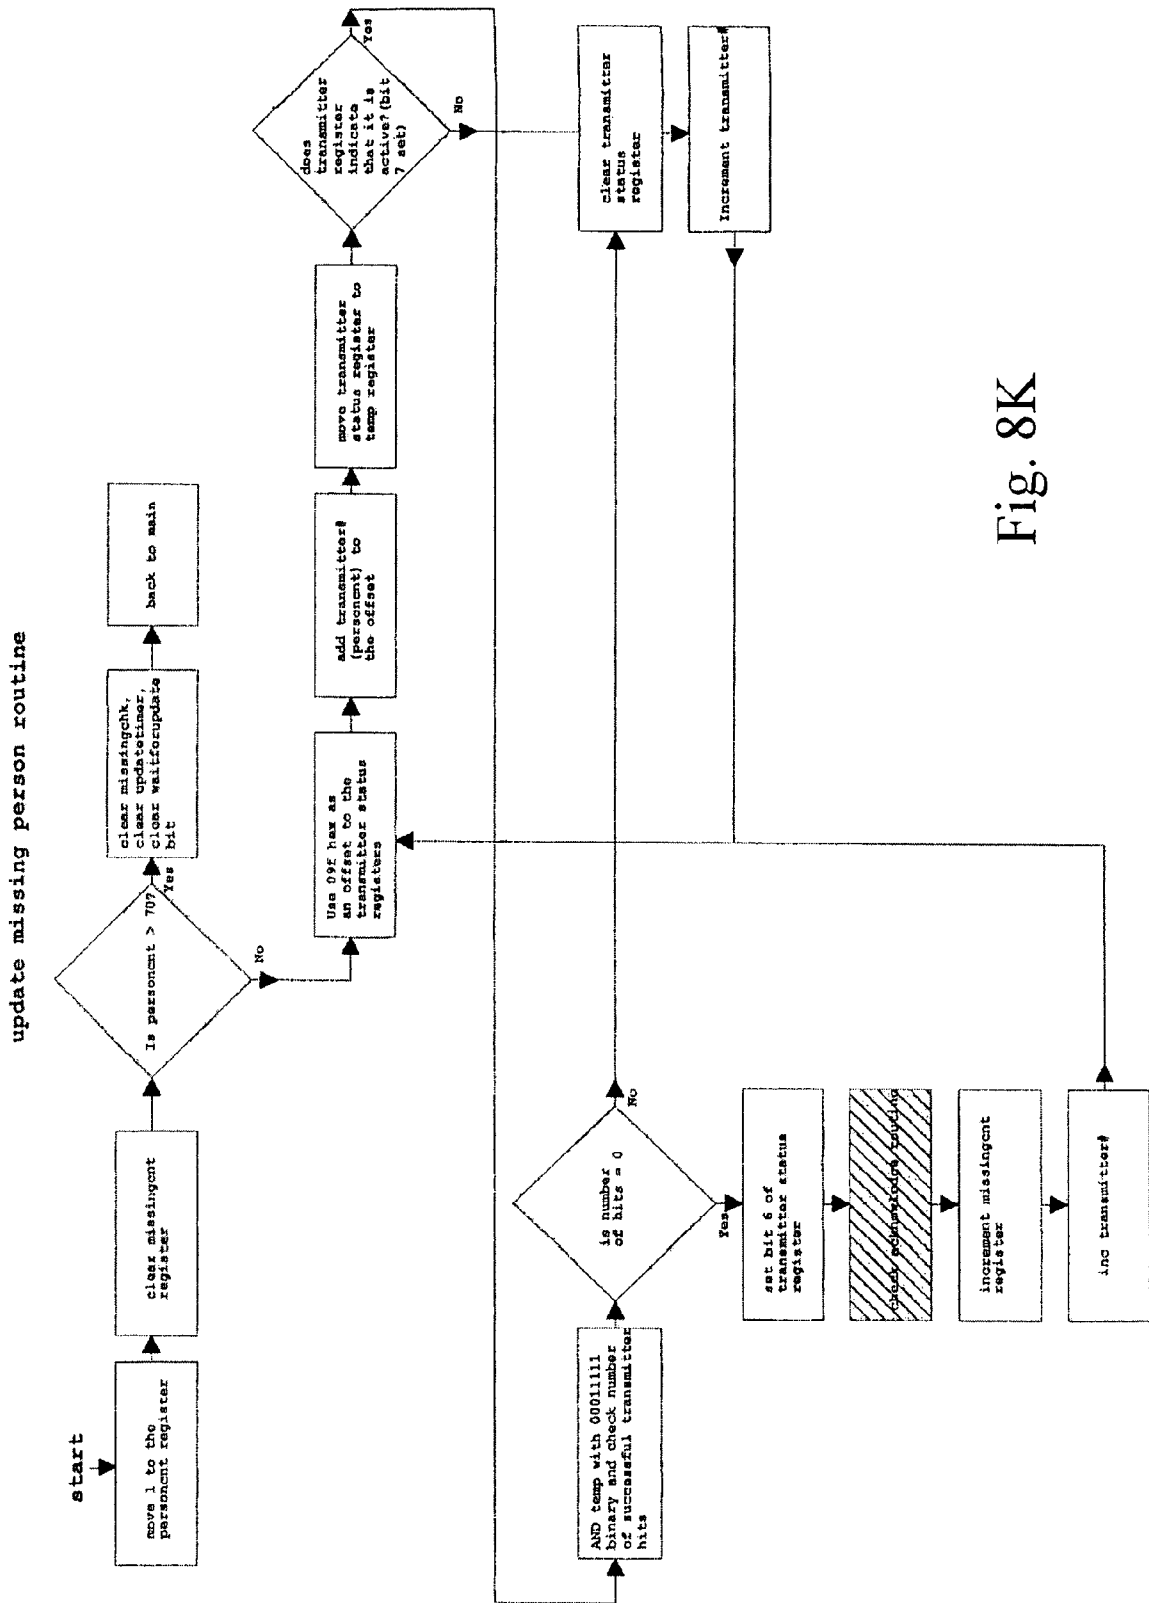 update missing person routine
start
move 1 to the
personcnt register
clear missingcnt
register
Is personcnt > 70?
Yes
No
clear missingchk,
clear updatetimer,
clear waitforupdate
bit
back to main
Use 09f hex as
an offset to the
transmitter status
registers
add transmitter#
(personcnt) to
the offset
move transmitter
status register to
temp register
does
transmitter
register
indicate
that it is
active?(bit
7 set)
Yes
No
AND temp with 00011111
binary and check number
of successful transmitter
hits
is number
of hits = 0
No
Yes
clear transmitter
status
register
Increment transmitter#
set bit 6 of
transmitter status
register
check acknowledge routine
increment missingcnt
register
inc transmitter#
Fig. 8K